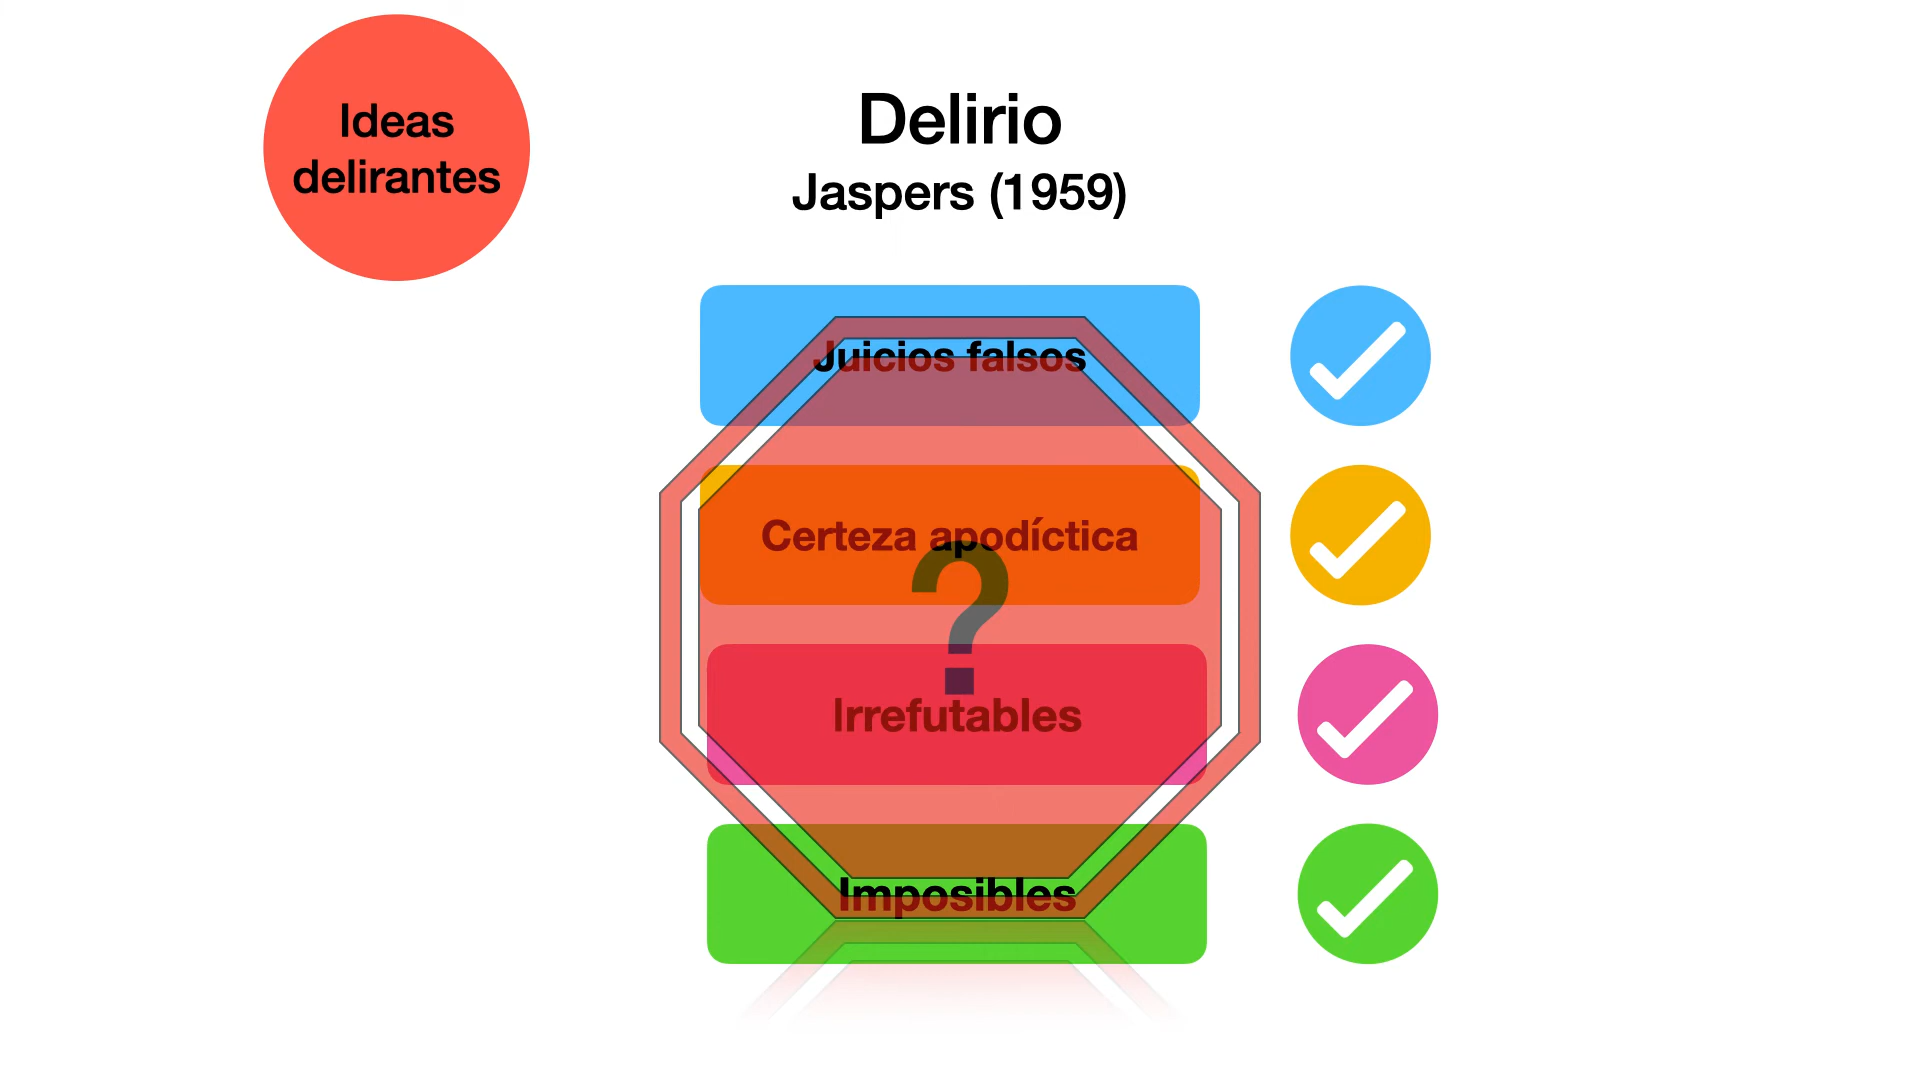 Ideas
delirantes
Delirio
Jaspers (1959)
Juicios falsos
Certeza apodíctica
?
Irrefutables
Imposibles